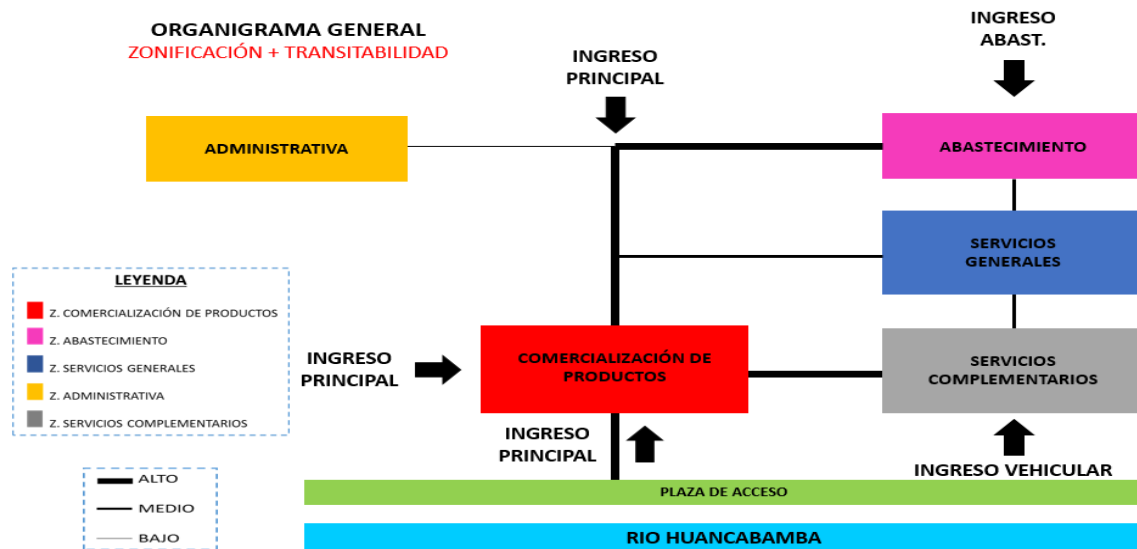 ORGANIGRAMA GENERAL
ZONIFICACIÓN + TRANSITABILIDAD
INGRESO
PRINCIPAL
INGRESO
ABAST.
ADMINISTRATIVA
ABASTECIMIENTO
SERVICIOS
GENERALES
LEYENDA
Z. COMERCIALIZACIÓN DE PRODUCTOS
Z. ABASTECIMIENTO
Z. SERVICIOS GENERALES
Z. ADMINISTRATIVA
Z. SERVICIOS COMPLEMENTARIOS
INGRESO
PRINCIPAL
COMERCIALIZACIÓN DE
PRODUCTOS
SERVICIOS
COMPLEMENTARIOS
INGRESO
PRINCIPAL
INGRESO VEHICULAR
ALTO
MEDIO
BAJO
PLAZA DE ACCESO
RIO HUANCABAMBA